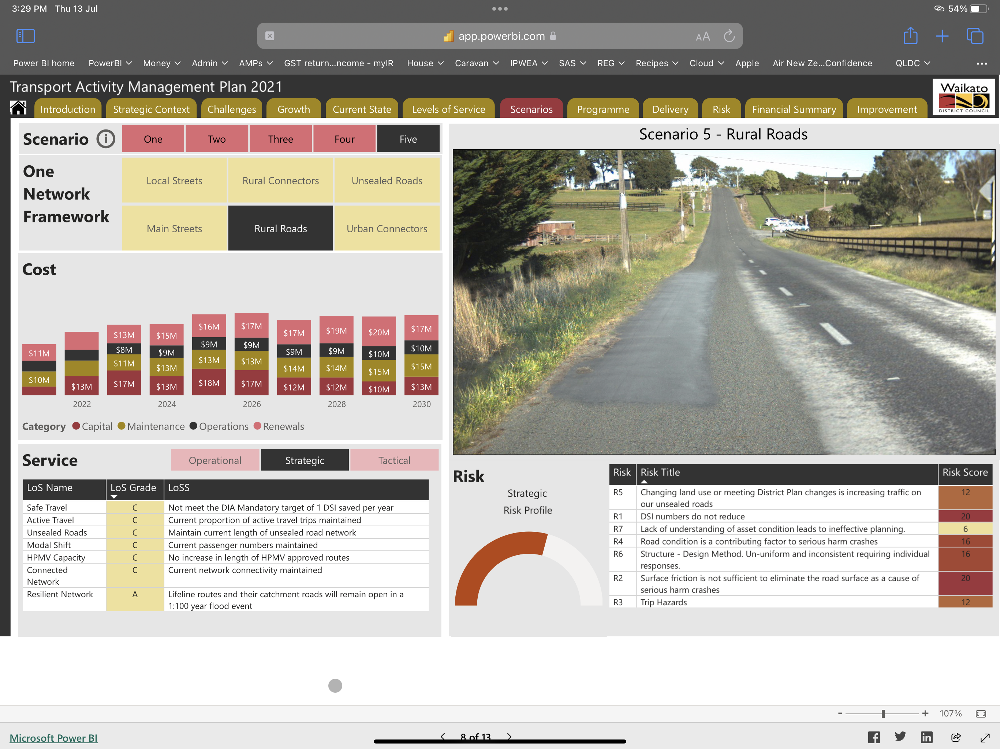 3:29 PM Thu 13 Jul
54%
app.powerbi.com
AA
Power BI home PowerBI Money Admin AMPs GST return...ncome - myIR House Caravan IPWEA SAS REG Recipes Cloud Apple Air New Ze...Confidence QLDC
Transport Activity Management Plan 2021
Waikato
DISTRICT COUNCIL
Introduction Strategic Context Challenges Growth Current State Levels of Service Scenarios Programme Delivery Risk Financial Summary Improvement
Scenario One Two Three Four Five
One
Network
Framework
Local Streets Rural Connectors Unsealed Roads
Main Streets Rural Roads Urban Connectors
Scenario 5 - Rural Roads
Cost
$11M
$10M
$13M
$13M
$8M
$11M
$17M
$15M
$9M
$13M
$13M
$16M
$9M
$13M
$18M
$17M
$9M
$13M
$17M
$17M
$9M
$14M
$12M
$19M
$9M
$14M
$12M
$20M
$10M
$15M
$10M
$17M
$10M
$15M
$13M
2022 2024 2026 2028 2030
Category Capital Maintenance Operations Renewals
Service Operational Strategic Tactical
LoS Name LoS Grade LoSS
Safe Travel C Not meet the DIA Mandatory target of 1 DSI saved per year
Active Travel C Current proportion of active travel trips maintained
Unsealed Roads C Maintain current length of unsealed road network
Modal Shift C Current passenger numbers maintained
HPMV Capacity C No increase in length of HPMV approved routes
Connected C Current network connectivity maintained
Network
Resilient Network A Lifeline routes and their catchment roads will remain open in a
1:100 year flood event
Risk
Strategic
Risk Profile
Risk Risk Title Risk Score
R5 Changing land use or meeting District Plan changes is increasing traffic on 12
our unsealed roads
R1 DSI numbers do not reduce 20
R7 Lack of understanding of asset condition leads to ineffective planning. 6
R4 Road condition is a contributing factor to serious harm crashes 16
R6 Structure - Design Method. Un-uniform and inconsistent requiring individual 16
responses.
R2 Surface friction is not sufficient to eliminate the road surface as a cause of 20
serious harm crashes
R3 Trip Hazards 12
- + 107%
Microsoft Power BI
8 of 13